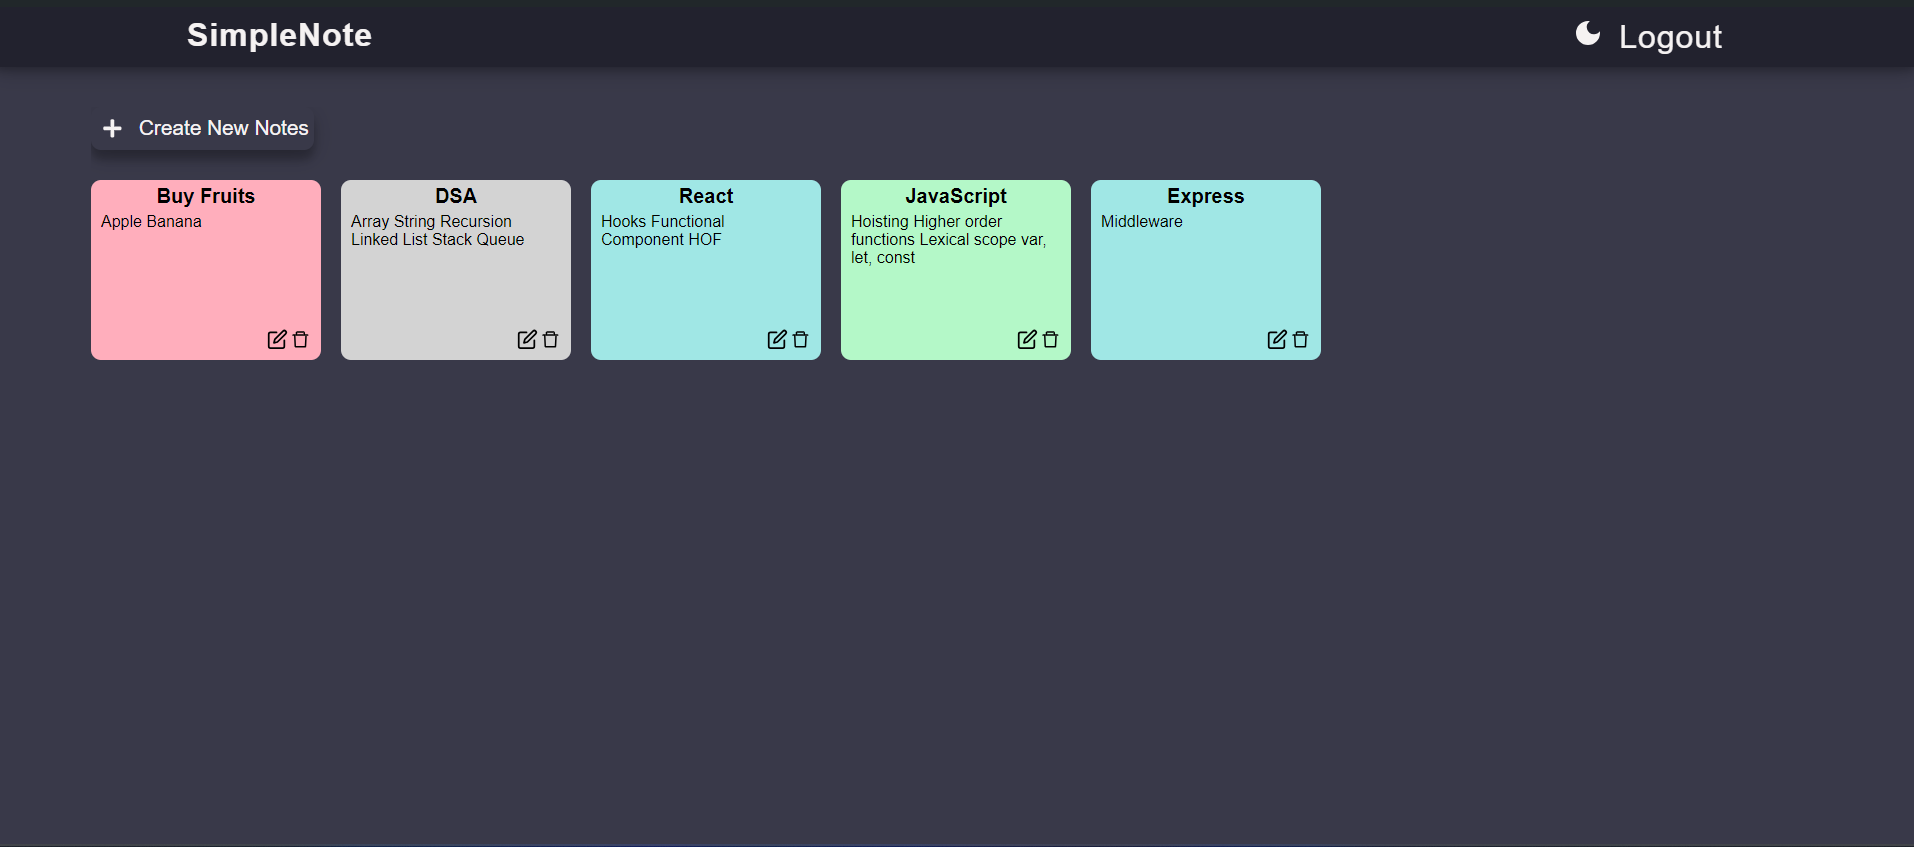 SimpleNote
Logout
Create New Notes
Buy Fruits
Apple Banana
DSA
Array String Recursion
Linked List Stack Queue
React
Hooks Functional
Component HOF
JavaScript
Hoisting Higher order
functions Lexical scope var,
let, const
Express
Middleware